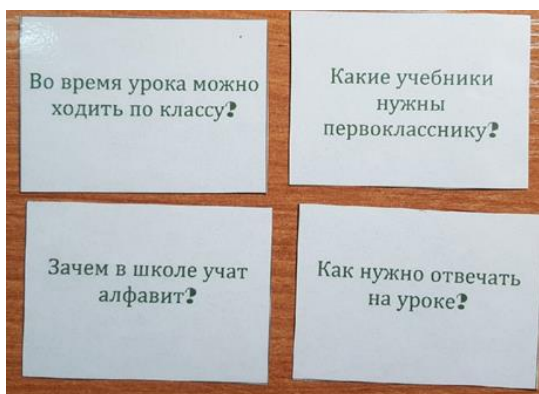 Во время урока можно
ходить по классу?
Какие учебники
нужны
первокласснику?
Зачем в школе учат
алфавит?
Как нужно отвечать
на уроке?